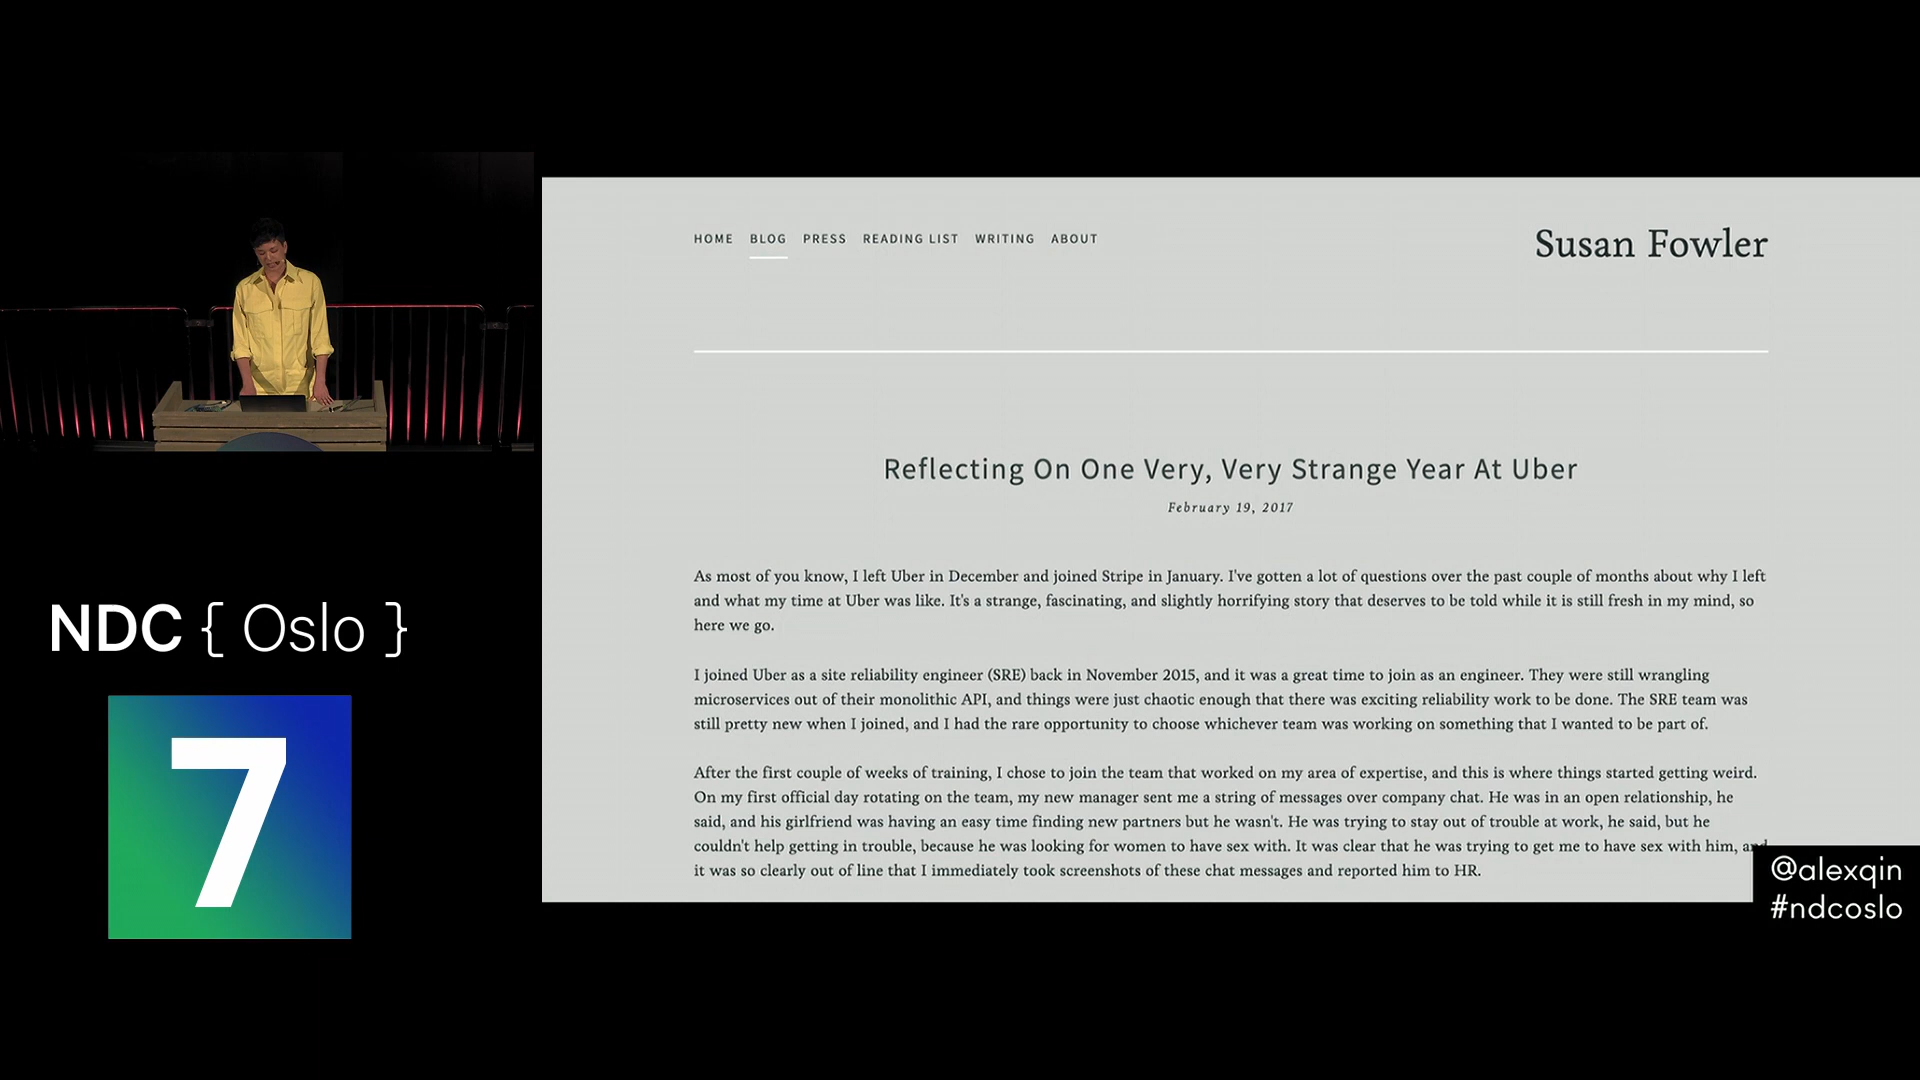 HOME BLOG PRESS READING LIST WRITING ABOUT
Susan Fowler
Reflecting On One Very, Very Strange Year At Uber
February 19, 2017
As most of you know, I left Uber in December and joined Stripe in January. I've gotten a lot of questions over the past couple of months about why I left
and what my time at Uber was like. It's a strange, fascinating, and slightly horrifying story that deserves to be told while it is still fresh in my mind, so
here we go.
I joined Uber as a site reliability engineer (SRE) back in November 2015, and it was a great time to join as an engineer. They were still wrangling
microservices out of their monolithic API, and things were just chaotic enough that there was exciting reliability work to be done. The SRE team was
still pretty new when I joined, and I had the rare opportunity to choose whichever team was working on something that I wanted to be part of.
After the first couple of weeks of training, I chose to join the team that worked on my area of expertise, and this is where things started getting weird.
On my first official day rotating on the team, my new manager sent me a string of messages over company chat. He was in an open relationship, he
said, and his girlfriend was having an easy time finding new partners but he wasn't. He was trying to stay out of trouble at work, he said, but he
couldn't help getting in trouble, because he was looking for women to have sex with. It was clear that he was trying to get me to have sex with him, and
it was so clearly out of line that I immediately took screenshots of these chat messages and reported him to HR.
@alexqin
#ndcoslo
NDC { Oslo }
7